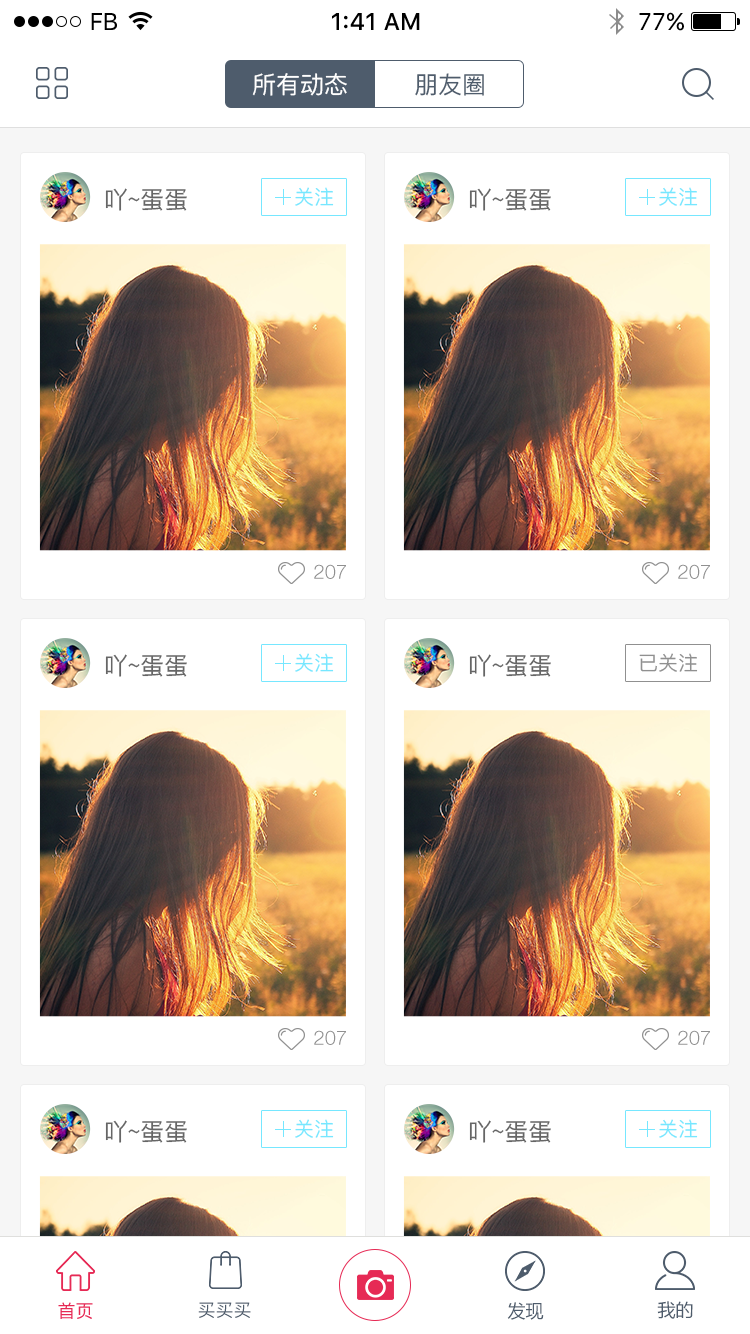 FB 1:41 AM 77%
所有动态 朋友圈
吖~蛋蛋 +关注 吖~蛋蛋 +关注
207 207
吖~蛋蛋 +关注 吖~蛋蛋 已关注
207 207
吖~蛋蛋 +关注 吖~蛋蛋 +关注
首页 买买买 发现 我的